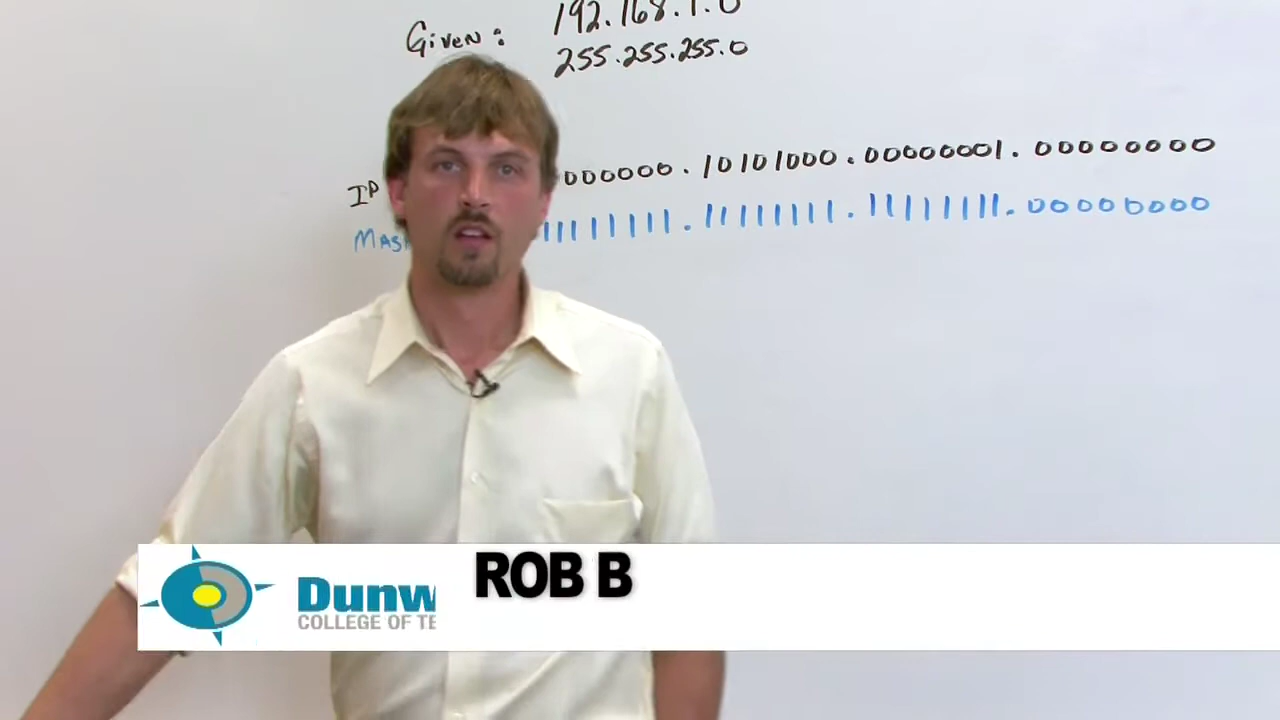 Given: 192.168.1.0
255.255.255.0
IP 000000.10101000.00000001.00000000
Mas 11111111.11111111.11111111.00000000
Dunw
COLLEGE OF TE
ROB B